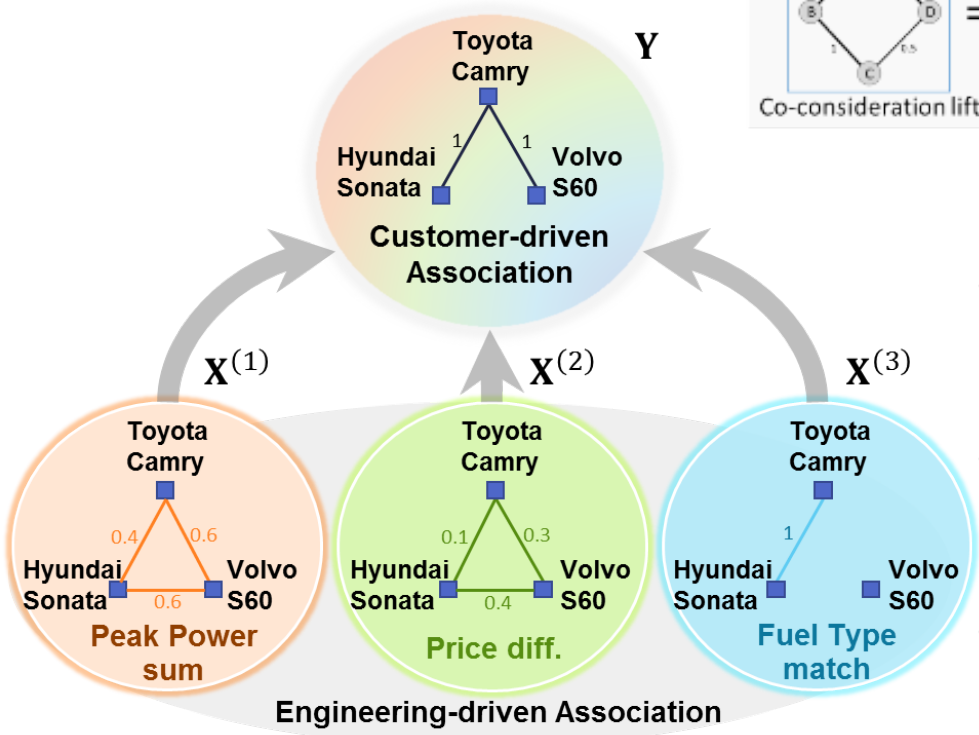 Toyota
Camry
Y
1
1
Hyundai
Sonata
Volvo
S60
Customer-driven
Association
B
D
=
1
0.5
C
Co-consideration lift
X(1)
X(2)
X(3)
Toyota
Camry
0.4
0.6
Hyundai
Sonata
Volvo
S60
0.6
Peak Power
sum
Toyota
Camry
0.1
0.3
Hyundai
Sonata
Volvo
S60
0.4
Price diff.
Toyota
Camry
1
Hyundai
Sonata
Volvo
S60
Fuel Type
match
Engineering-driven Association